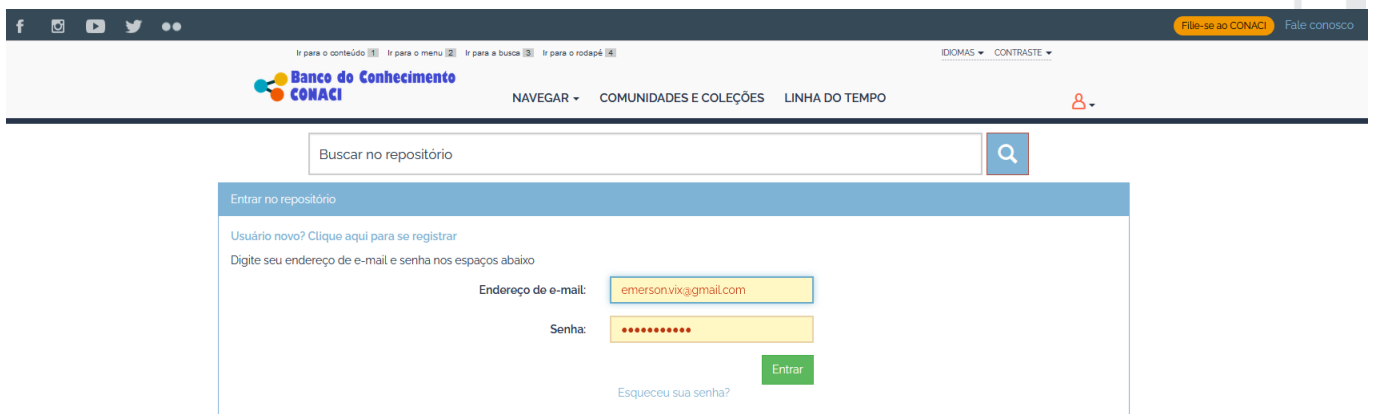 Filie-se ao CONACI Fale conosco
Ir para o conteúdo 1 Ir para o menu 2 Ir para a busca 3 Ir para o rodapé 4 IDIOMAS CONTRASTE
Banco do Conhecimento
CONACI
NAVEGAR COMUNIDADES E COLEÇÕES LINHA DO TEMPO
Buscar no repositório
Entrar no repositório
Usuário novo? Clique aqui para se registrar
Digite seu endereço de e-mail e senha nos espaços abaixo
Endereço de e-mail: emerson.vix@gmail.com
Senha: •••••••••••
Entrar
Esqueceu sua senha?